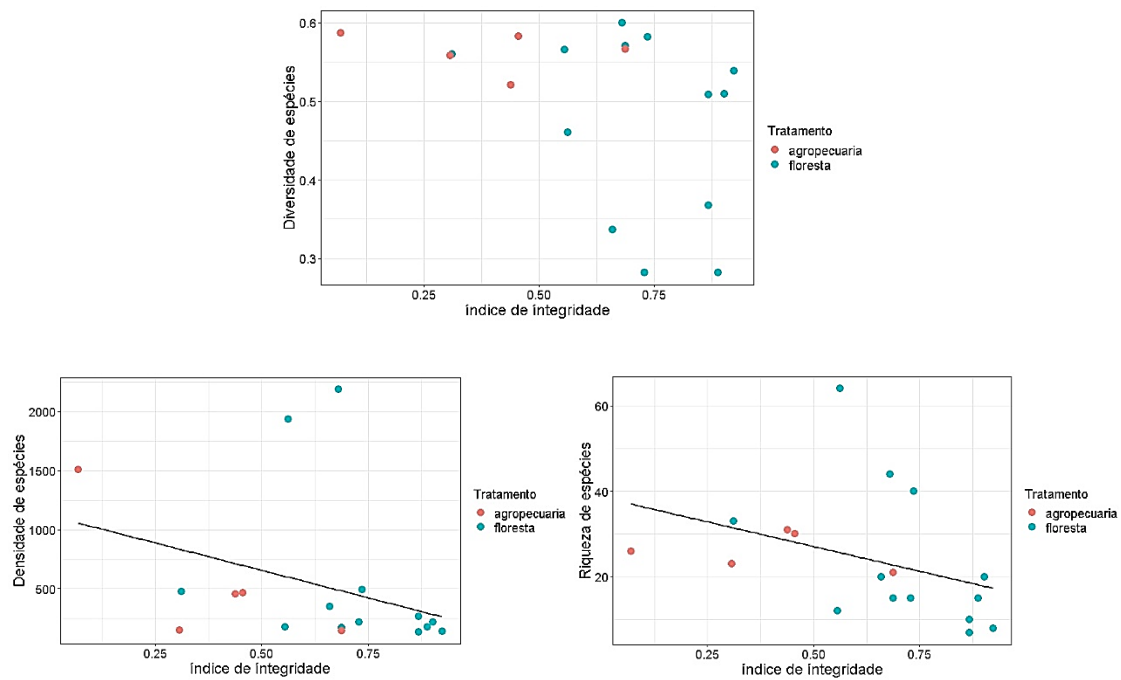 0.6
0.5
0.4
0.3
Diversidade de espécies
0.25 0.50 0.75
índice de íntegridade
Tratamento
agropecuaria
floresta
2000
1500
1000
500
Densidade de espécies
0.25 0.50 0.75
índice de íntegridade
Tratamento
agropecuaria
floresta
60
40
20
Riqueza de espécies
0.25 0.50 0.75
índice de íntegridade
Tratamento
agropecuaria
floresta